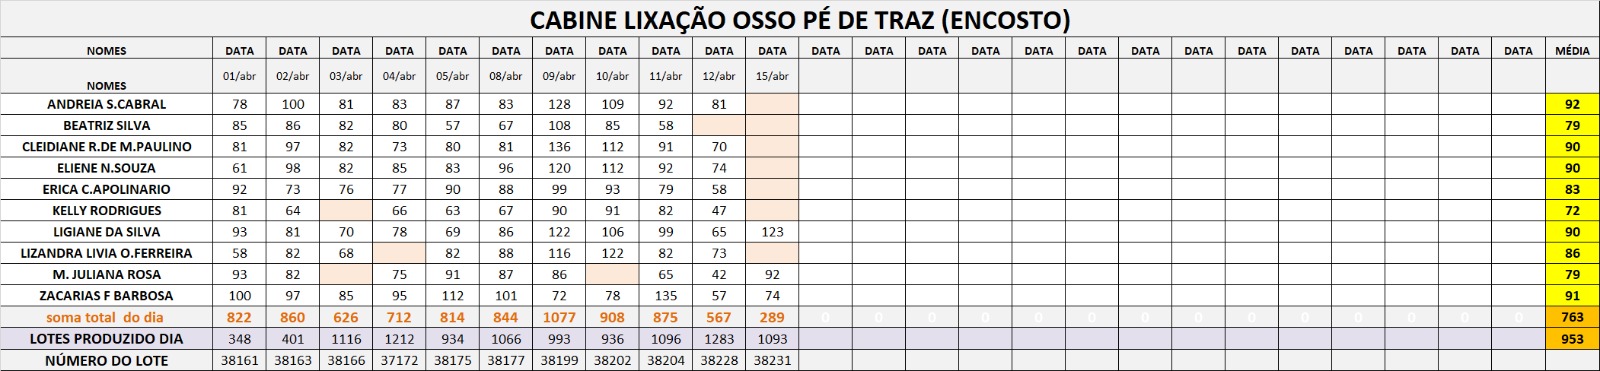 CABINE LIXAÇÃO OSSO PÉ DE TRAZ (ENCOSTO)
NOMES DATA DATA DATA DATA DATA DATA DATA DATA DATA DATA DATA DATA DATA DATA DATA DATA DATA DATA DATA DATA DATA DATA DATA DATA DATA MÉDIA
NOMES 01/abr 02/abr 03/abr 04/abr 05/abr 08/abr 09/abr 10/abr 11/abr 12/abr 15/abr
ANDREIA S.CABRAL 78 100 81 83 87 83 128 109 92 81 92
BEATRIZ SILVA 85 86 82 80 57 67 108 85 58 79
CLEIDIANE R.DE M.PAULINO 81 97 82 73 80 81 136 112 91 70 90
ELIENE N.SOUZA 61 98 82 85 83 96 120 112 92 74 90
ERICA C.APOLINARIO 92 73 76 77 90 88 99 93 79 58 83
KELLY RODRIGUES 81 64 66 63 67 90 91 82 47 72
LIGIANE DA SILVA 93 81 70 78 69 86 122 106 99 65 123 90
LIZANDRA LIVIA O.FERREIRA 58 82 68 82 88 116 122 82 73 86
M. JULIANA ROSA 93 82 75 91 87 86 65 42 92 79
ZACARIAS F BARBOSA 100 97 85 95 112 101 72 78 135 57 74 91
soma total do dia 822 860 626 712 814 844 1077 908 875 567 289 0 0 0 0 0 0 0 0 0 0 0 0 0 0 763
LOTES PRODUZIDO DIA 348 401 1116 1212 934 1066 993 936 1096 1283 1093 953
NÚMERO DO LOTE 38161 38163 38166 37172 38175 38177 38199 38202 38204 38228 38231